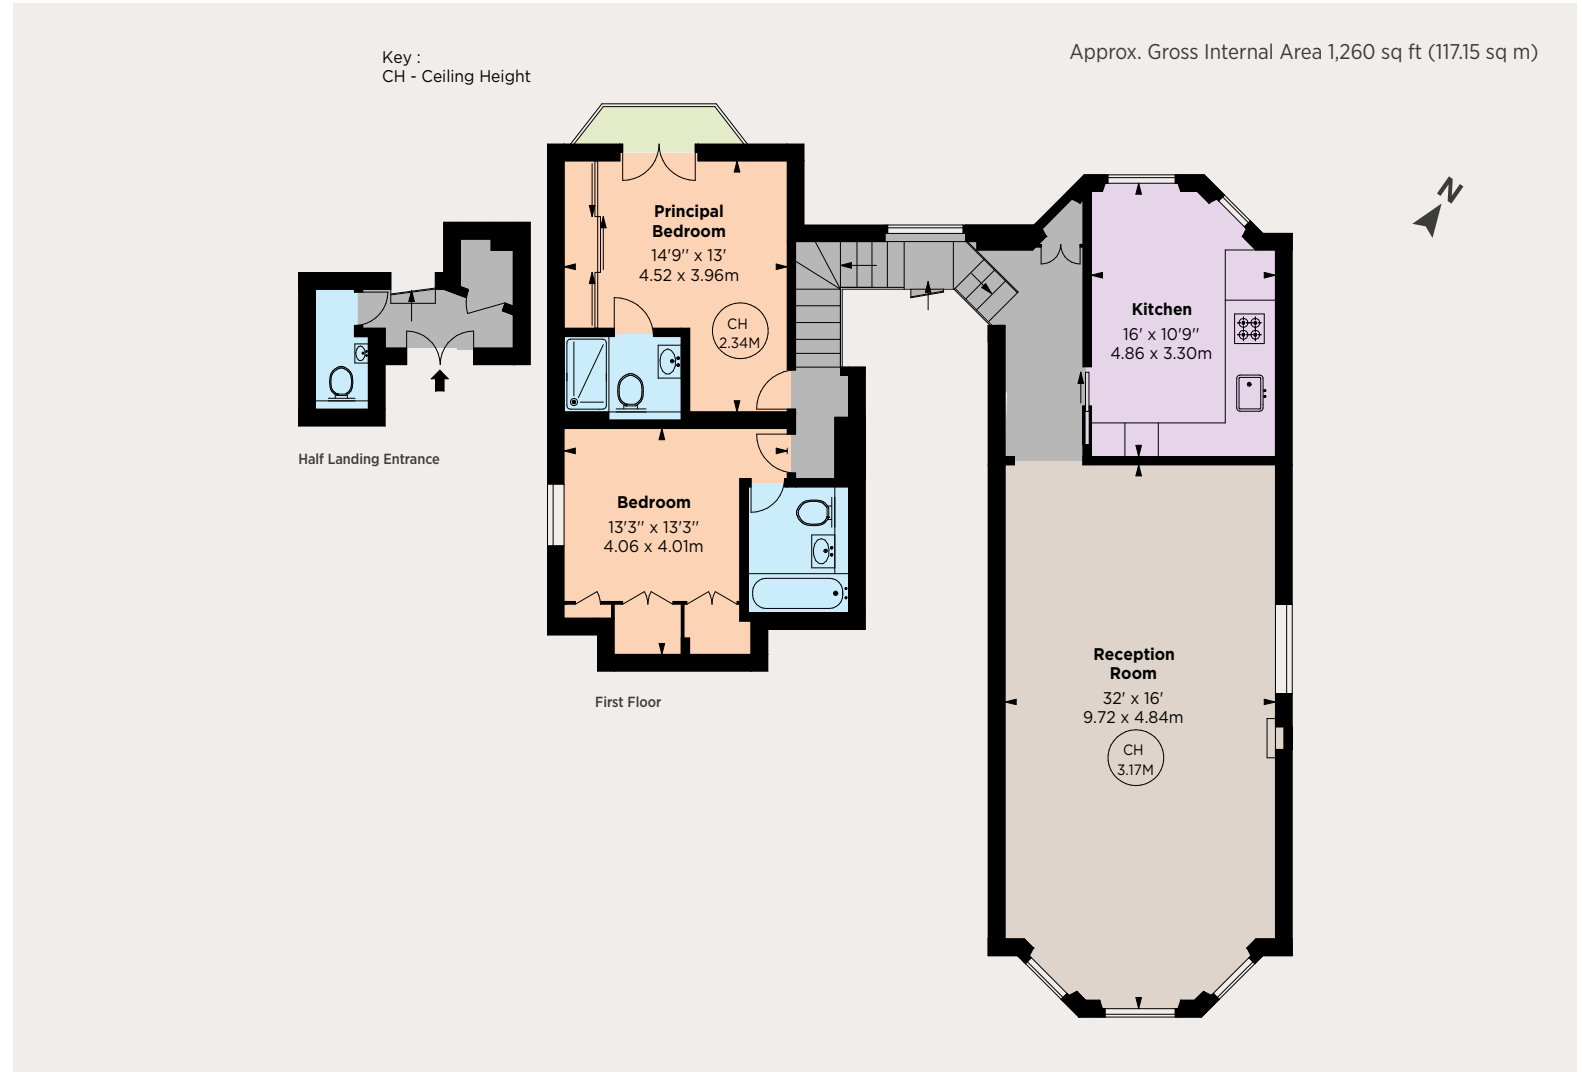 Key :
CH - Ceiling Height
Approx. Gross Internal Area 1,260 sq ft (117.15 sq m)
N
Principal
Bedroom
14'9'' x 13'
4.52 x 3.96m
CH
2.34M
Kitchen
16' x 10'9''
4.86 x 3.30m
Half Landing Entrance
Bedroom
13'3'' x 13'3''
4.06 x 4.01m
First Floor
Reception
Room
32' x 16'
9.72 x 4.84m
CH
3.17M